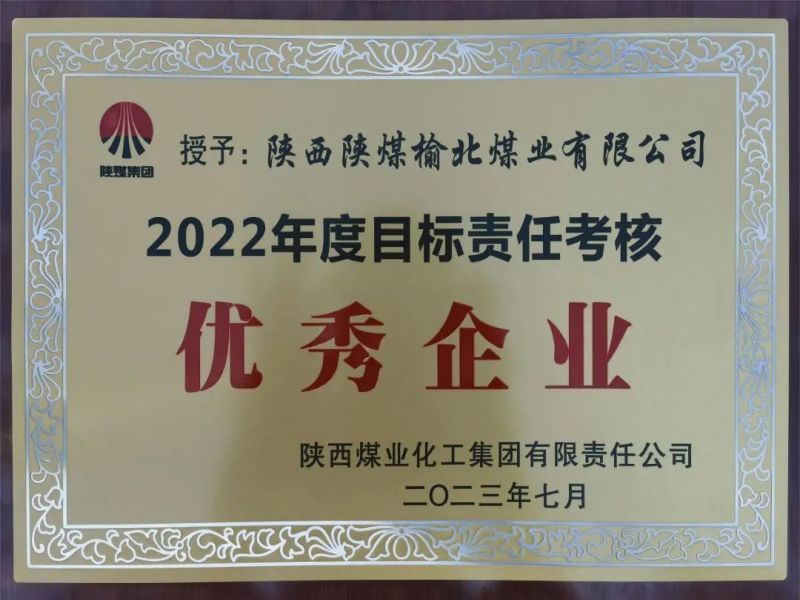 陕煤集团
授予：陕西陕煤榆北煤业有限公司
2022年度目标责任考核
优秀企业
陕西煤业化工集团有限责任公司
二〇二三年七月